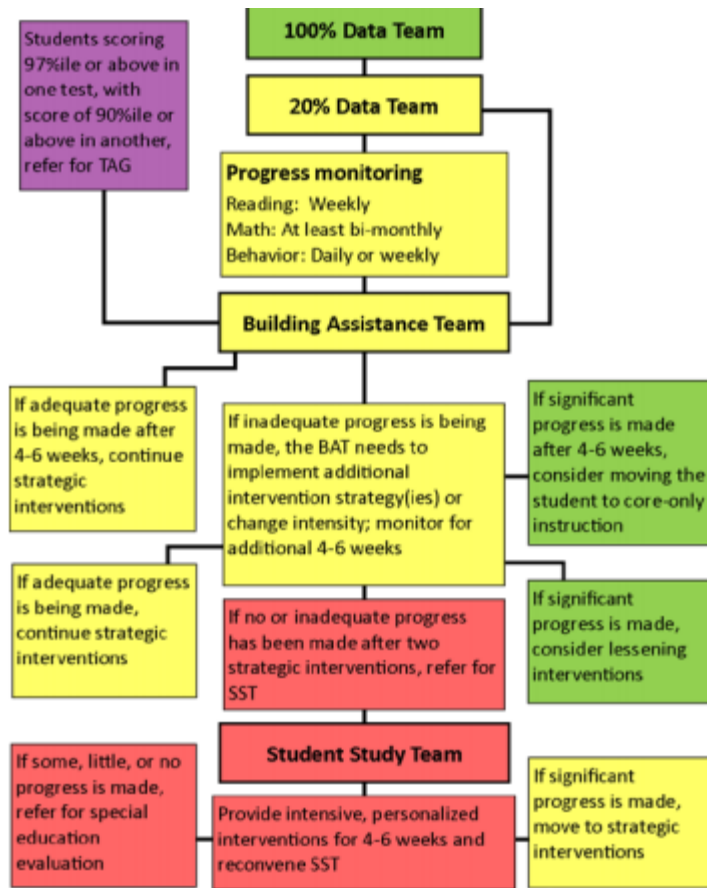 100% Data Team
Students scoring
97%ile or above in
one test, with
score of 90%ile or
above in another,
refer for TAG
20% Data Team
Progress monitoring
Reading: Weekly
Math: At least bi-monthly
Behavior: Daily or weekly
Building Assistance Team
If adequate progress
is being made after
4-6 weeks, continue
strategic
interventions
If inadequate progress is being
made, the BAT needs to
implement additional
intervention strategy(ies) or
change intensity; monitor for
additional 4-6 weeks
If significant
progress is made
after 4-6 weeks,
consider moving the
student to core-only
instruction
If adequate progress
is being made,
continue strategic
interventions
If no or inadequate progress
has been made after two
strategic interventions, refer for
SST
If significant
progress is made,
consider lessening
interventions
Student Study Team
If some, little, or no
progress is made,
refer for special
education
evaluation
Provide intensive, personalized
interventions for 4-6 weeks and
reconvene SST
If significant
progress is made,
move to strategic
interventions